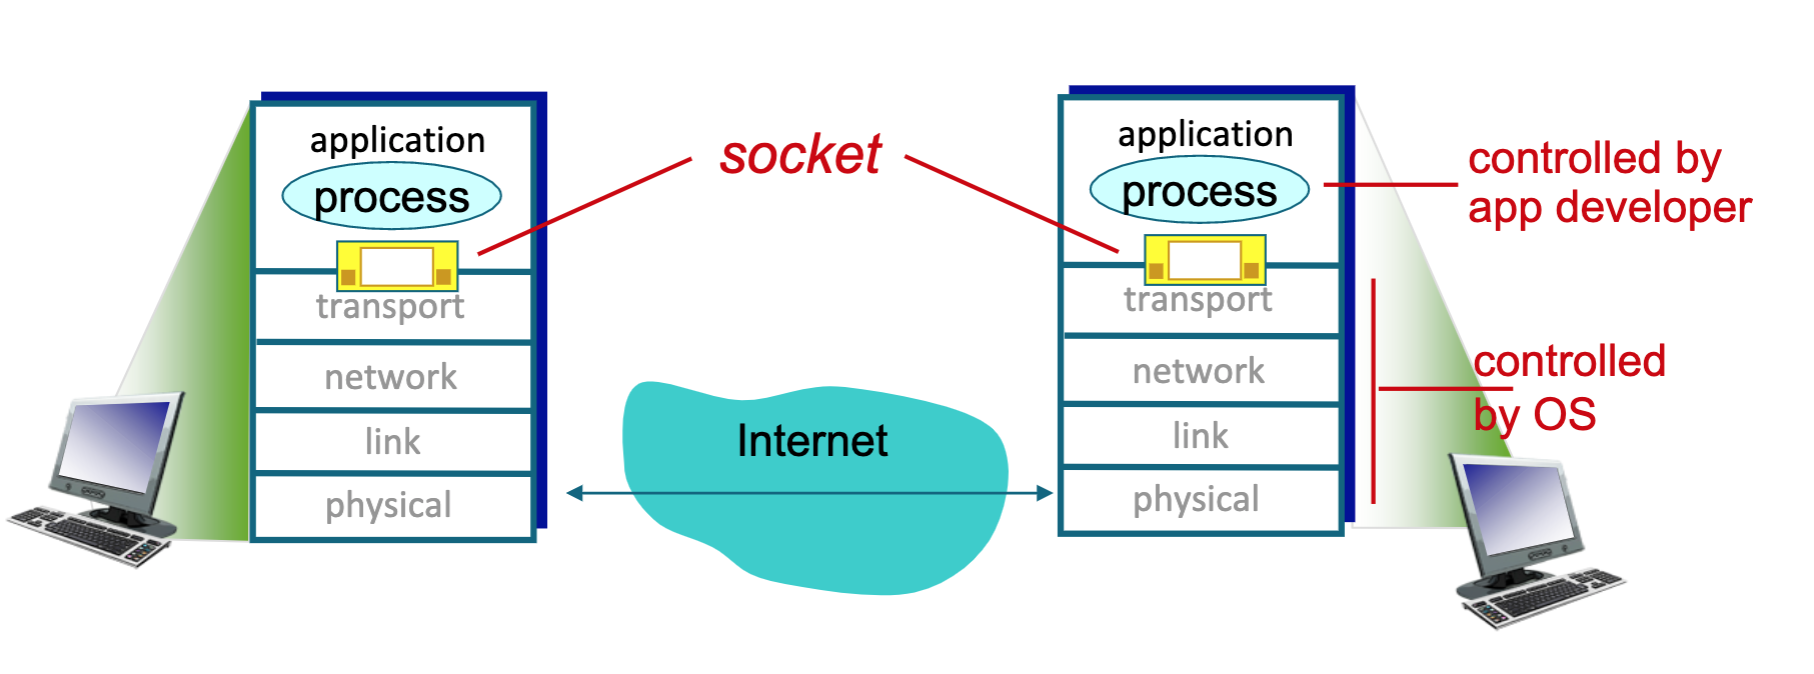 application
process
transport
network
link
physical
socket
Internet
application
process
transport
network
link
physical
controlled by
app developer
controlled
by OS